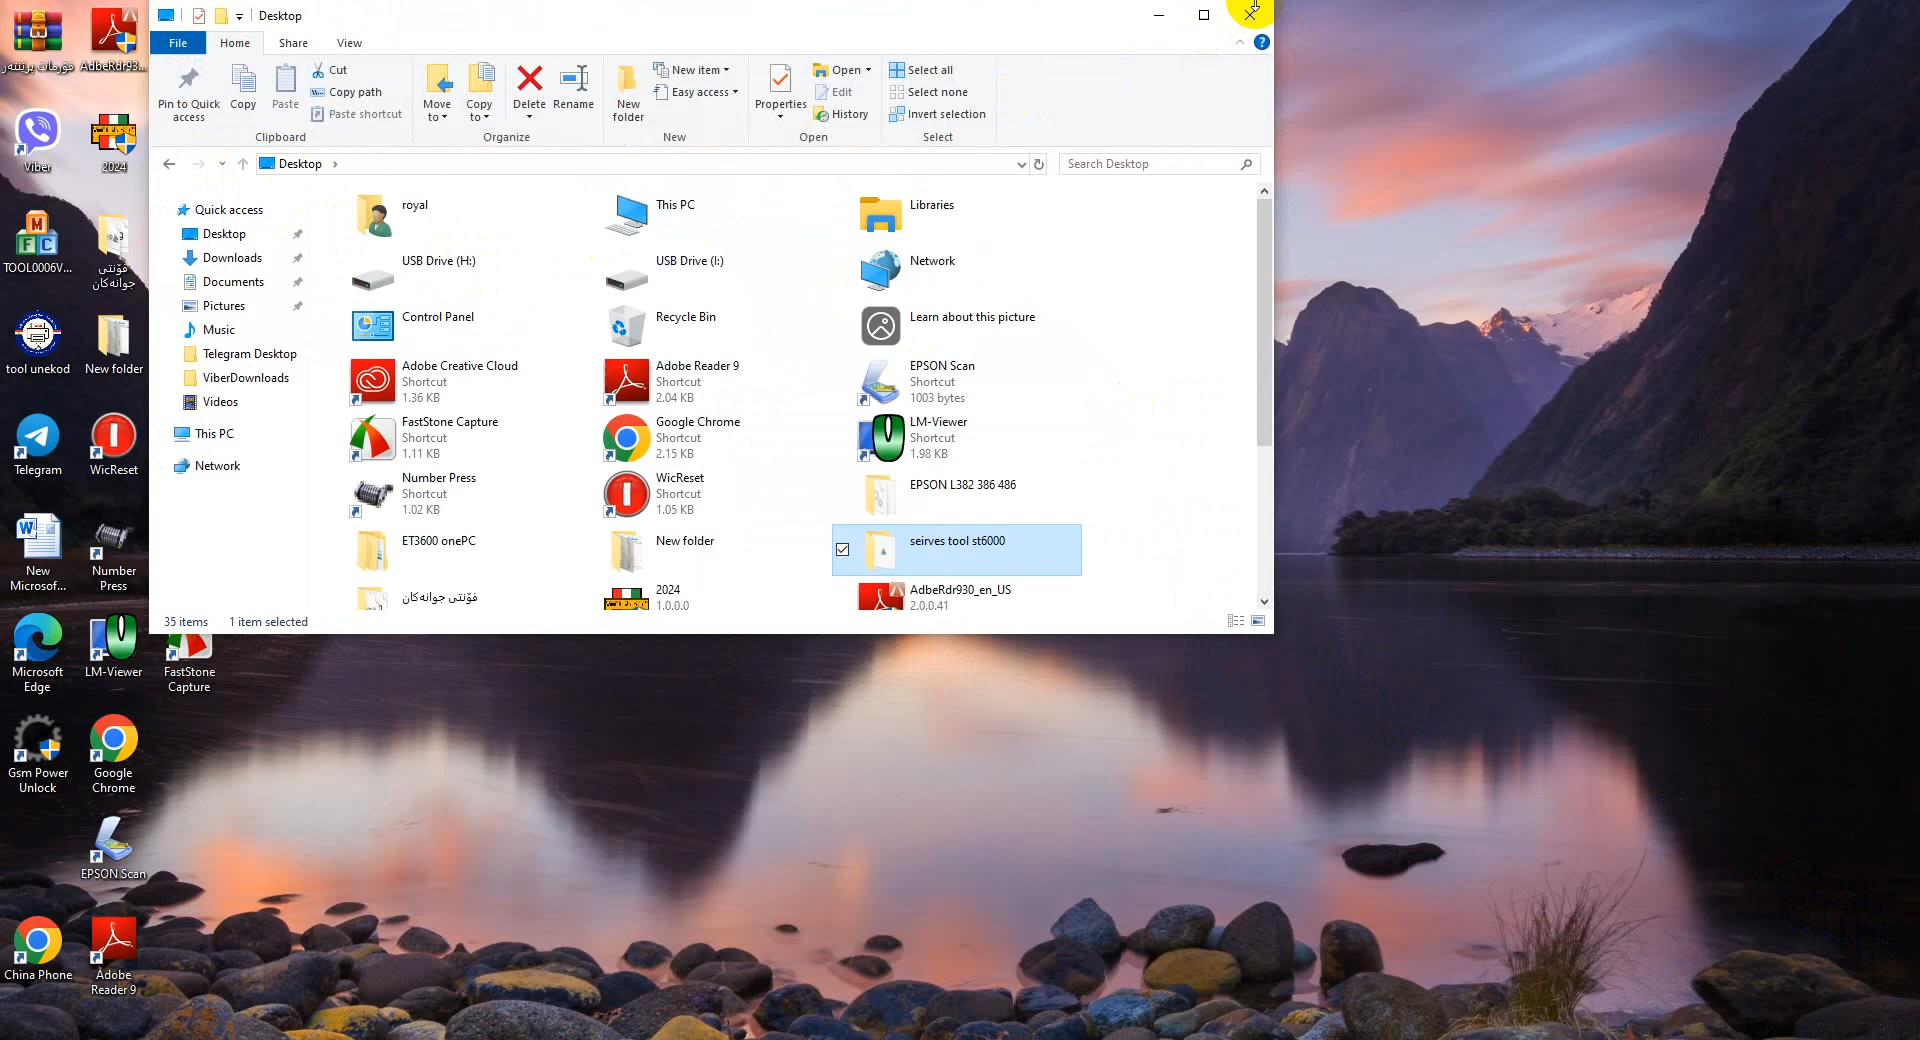 Desktop
File
Home
Share
View
Pin to Quick
access
Copy
Paste
Cut
Copy path
Paste shortcut
Clipboard
Move
to
Copy
to
Delete
Rename
Organize
New
folder
New item
Easy access
New
Properties
Open
Edit
History
Open
Select all
Select none
Invert selection
Select
Desktop
Search Desktop
Quick access
Desktop
Downloads
Documents
Pictures
Music
Telegram Desktop
ViberDownloads
Videos
This PC
Network
royal
This PC
Libraries
USB Drive (H:)
USB Drive (I:)
Network
Control Panel
Recycle Bin
Learn about this picture
Adobe Creative Cloud
Shortcut
1.36 KB
Adobe Reader 9
Shortcut
2.04 KB
EPSON Scan
Shortcut
1003 bytes
FastStone Capture
Shortcut
1.11 KB
Google Chrome
Shortcut
2.15 KB
LM-Viewer
Shortcut
1.98 KB
Number Press
Shortcut
1.02 KB
WicReset
Shortcut
1.05 KB
EPSON L382 386 486
ET3600 onePC
New folder
seirves tool st6000
فۆنتی جوانەکان
2024
1.0.0.0
AdbeRdr930_en_US
2.0.0.41
35 items
1 item selected
فۆرمات پرێنتەر
AdbeRdr93...
Viber
2024
TOOL0006V...
فۆنتی
جوانەکان
tool unekod
New folder
Telegram
WicReset
New
Microsof...
Number
Press
Microsoft
Edge
LM-Viewer
FastStone
Capture
Gsm Power
Unlock
Google
Chrome
EPSON Scan
China Phone
Adobe
Reader 9